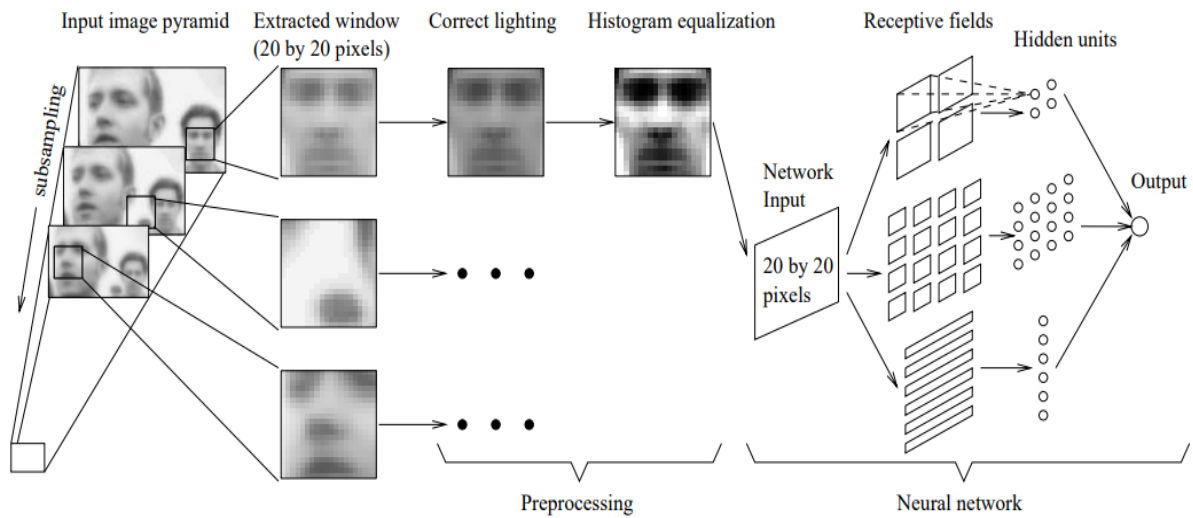 Input image pyramid
Extracted window
(20 by 20 pixels)
Correct lighting
Histogram equalization
Receptive fields
Hidden units
subsampling
Network
Input
20 by 20
pixels
Output
Preprocessing
Neural network